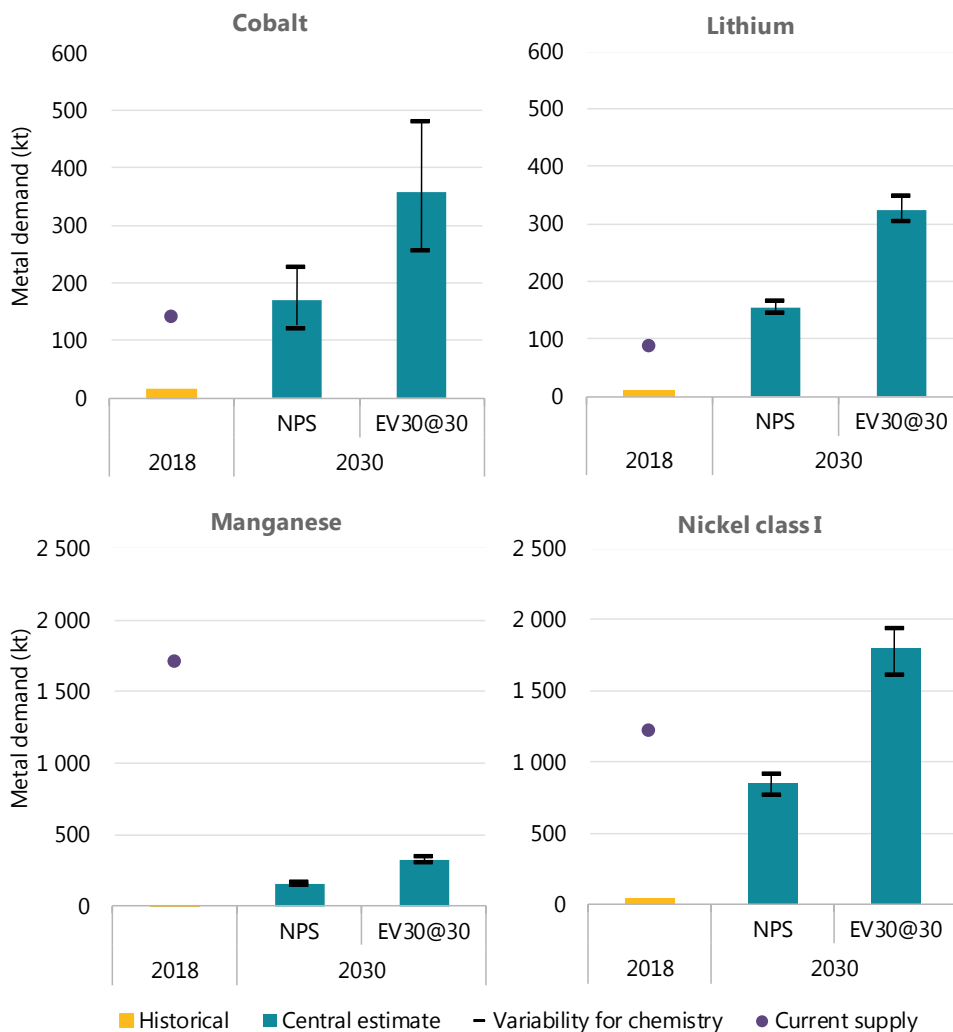 Cobalt
Metal demand (kt)
600
500
400
300
200
100
0
NPS EV30@30
2018 2030
Lithium
600
500
400
300
200
100
0
NPS EV30@30
2018 2030
Manganese
Metal demand (kt)
2 500
2 000
1 500
1 000
500
0
NPS EV30@30
2018 2030
Nickel class I
2 500
2 000
1 500
1 000
500
0
NPS EV30@30
2018 2030
Historical Central estimate Variability for chemistry Current supply